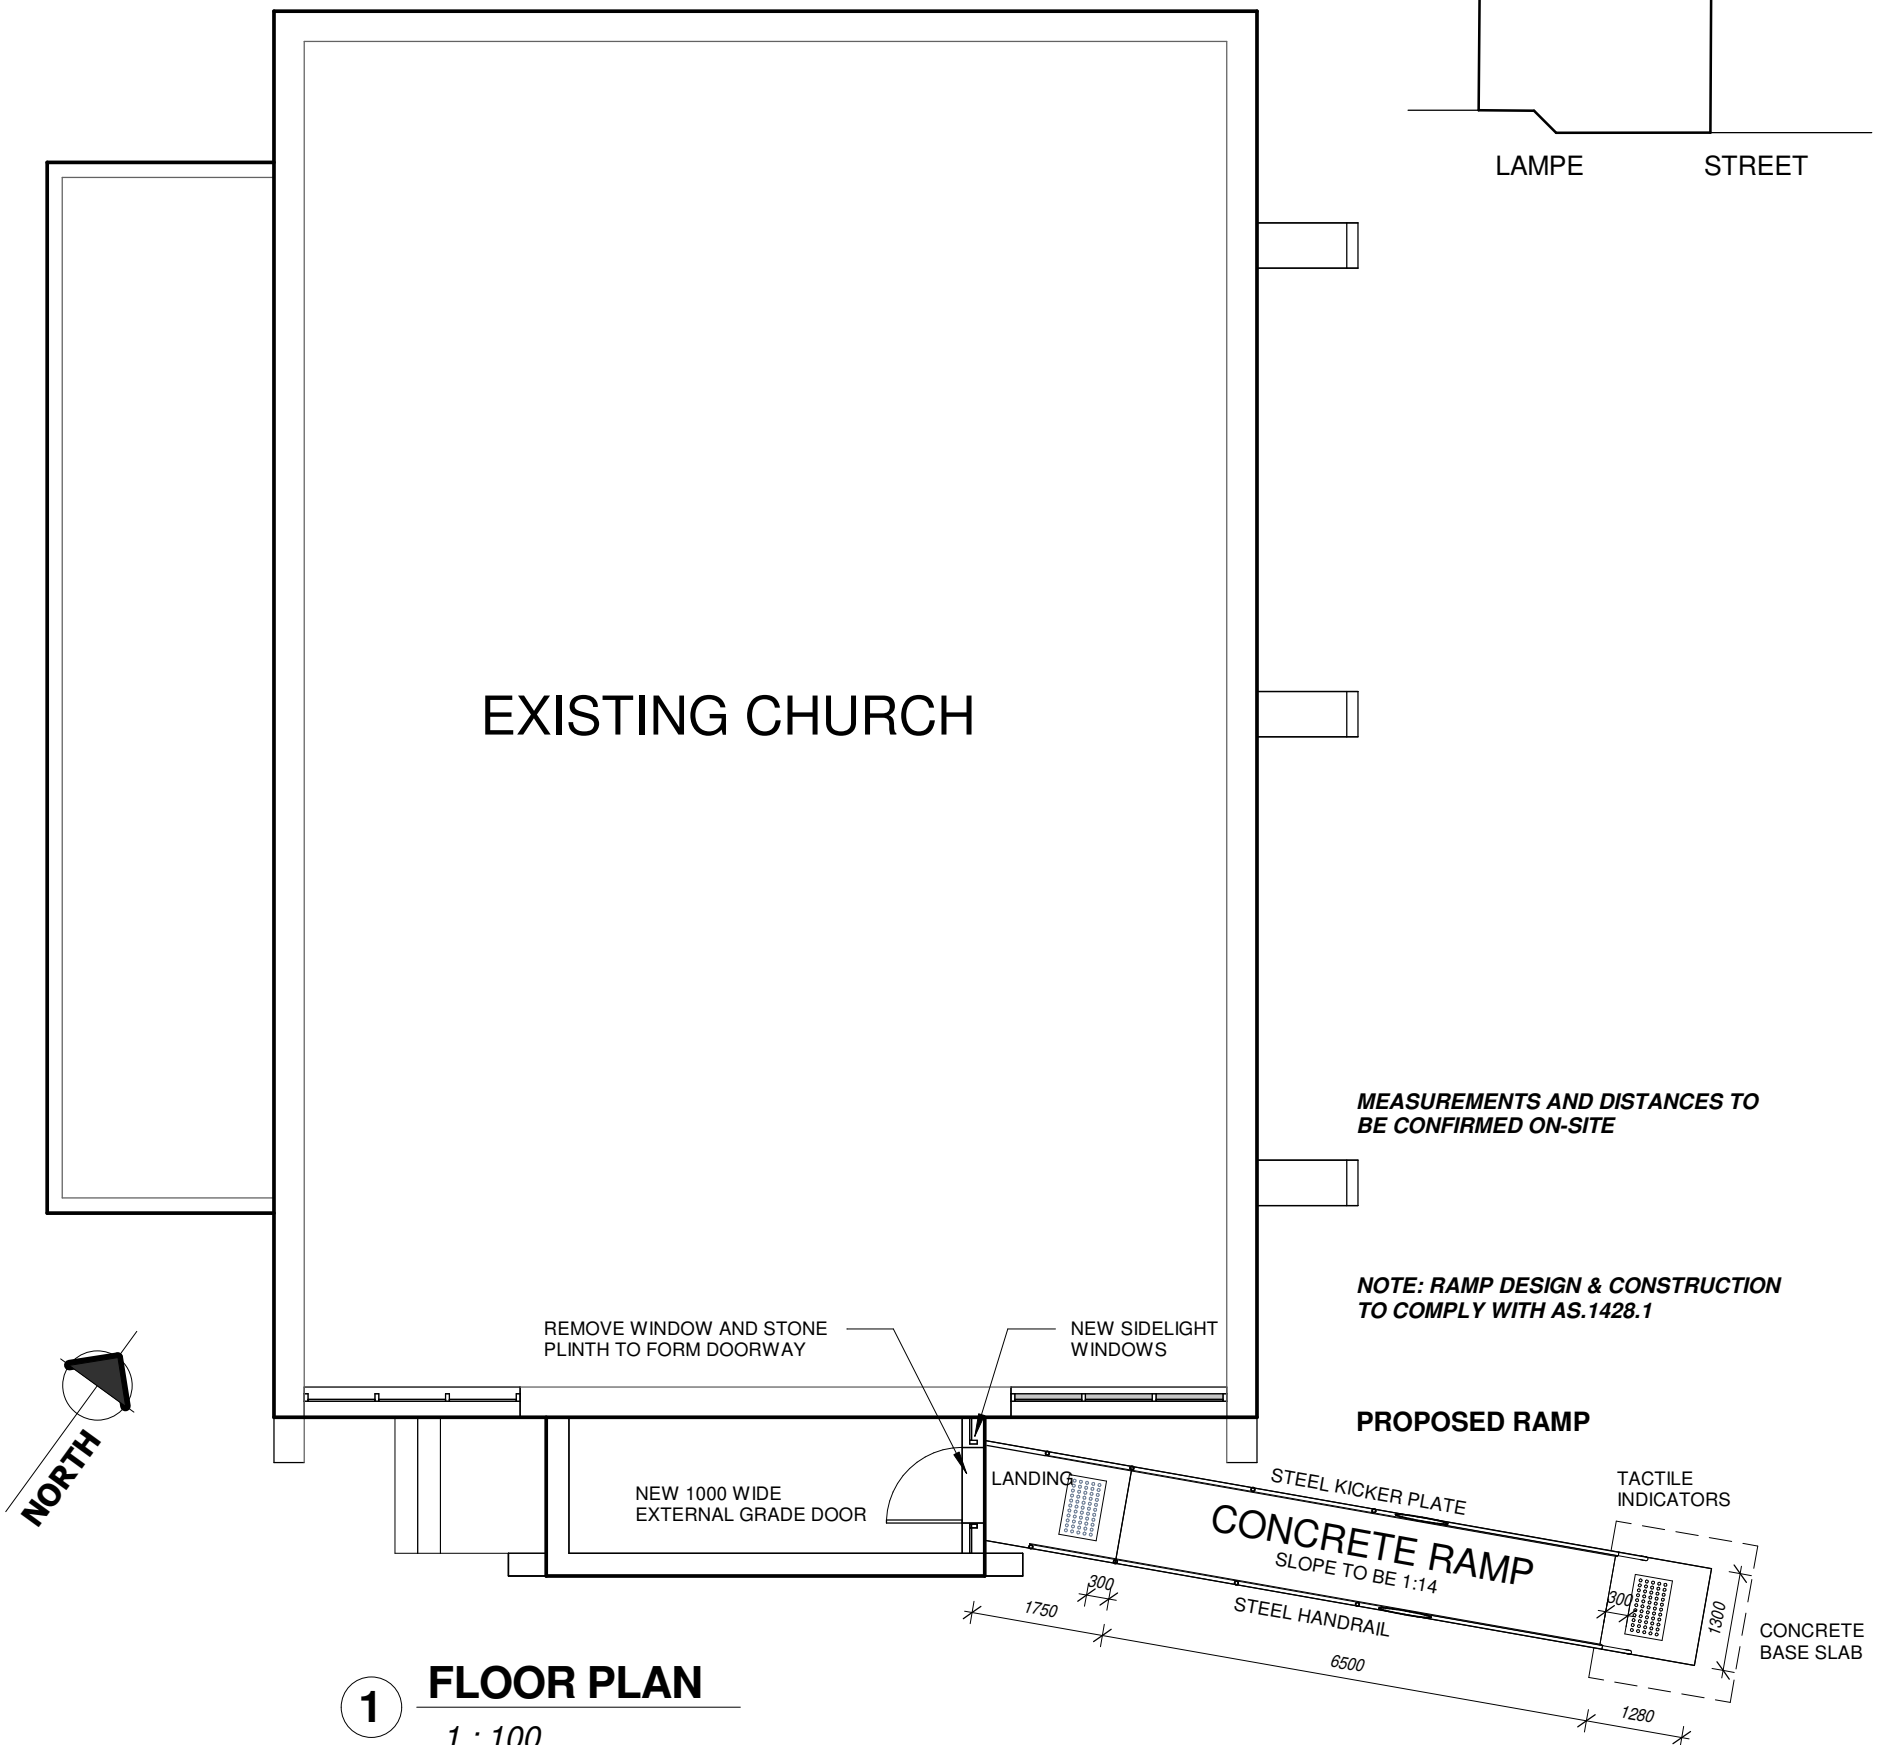 LAMPE STREET
EXISTING CHURCH
MEASUREMENTS AND DISTANCES TO
BE CONFIRMED ON-SITE
NOTE: RAMP DESIGN & CONSTRUCTION
TO COMPLY WITH AS.1428.1
REMOVE WINDOW AND STONE
PLINTH TO FORM DOORWAY
NEW SIDELIGHT
WINDOWS
PROPOSED RAMP
NORTH
NEW 1000 WIDE
EXTERNAL GRADE DOOR
LANDING
STEEL KICKER PLATE
CONCRETE RAMP
SLOPE TO BE 1:14
STEEL HANDRAIL
TACTILE
INDICATORS
300
1750
6500
300
1300
1280
CONCRETE
BASE SLAB
1
FLOOR PLAN
1 : 100